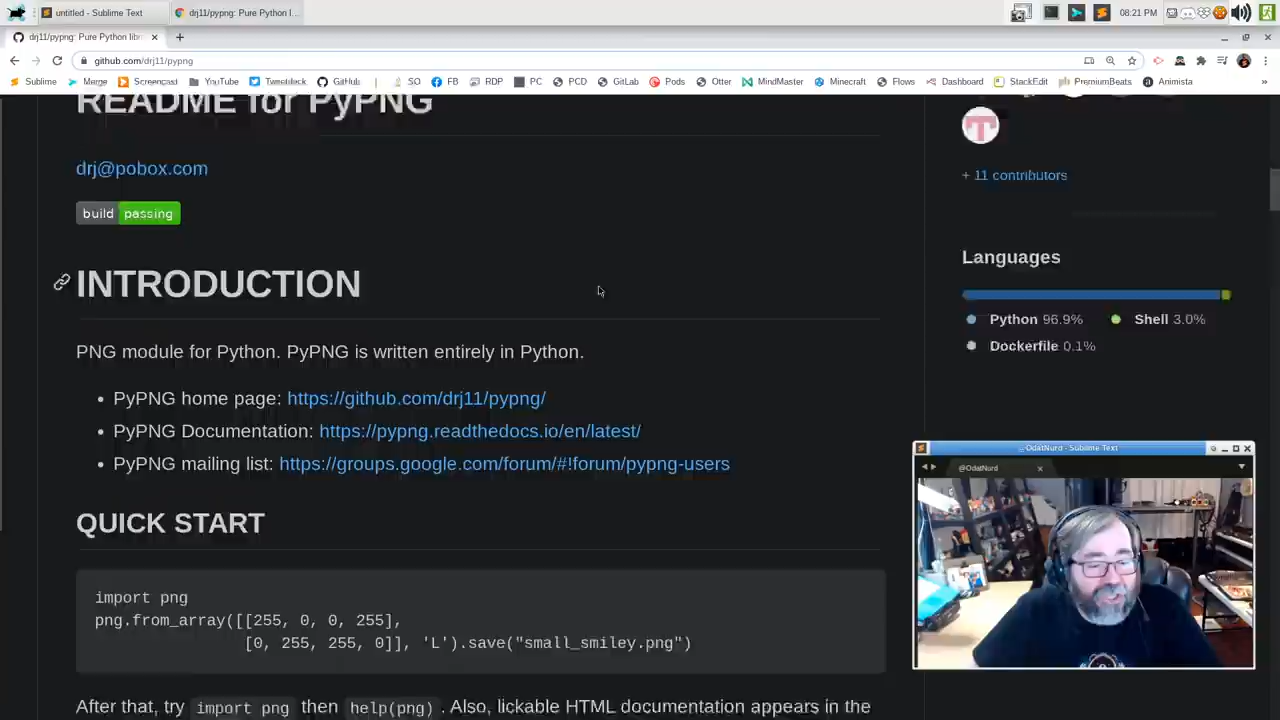 untitled - Sublime Text
drj11/pypng: Pure Python l...
08:21 PM
drj11/pypng: Pure Python libr
github.com/drj11/pypng
Sublime
Merge
Screencast
YouTube
Tweetdeck
GitHub
SO
FB
RDP
PC
PCD
GitLab
Pods
Otter
MindMaster
Minecraft
Flows
Dashboard
StackEdit
PremiumBeats
Animista
README for PyPNG
drj@pobox.com
build passing
INTRODUCTION
PNG module for Python. PyPNG is written entirely in Python.
• PyPNG home page: https://github.com/drj11/pypng/
• PyPNG Documentation: https://pypng.readthedocs.io/en/latest/
• PyPNG mailing list: https://groups.google.com/forum/#!forum/pypng-users
QUICK START
import png
png.from_array([[255, 0, 0, 255],
[0, 255, 255, 0]], 'L').save("small_smiley.png")
After that, try import png then help(png) . Also, lickable HTML documentation appears in the
+ 11 contributors
Languages
Python 96.9%
Shell 3.0%
Dockerfile 0.1%
OdatNurd - Sublime Text
@OdatNurd